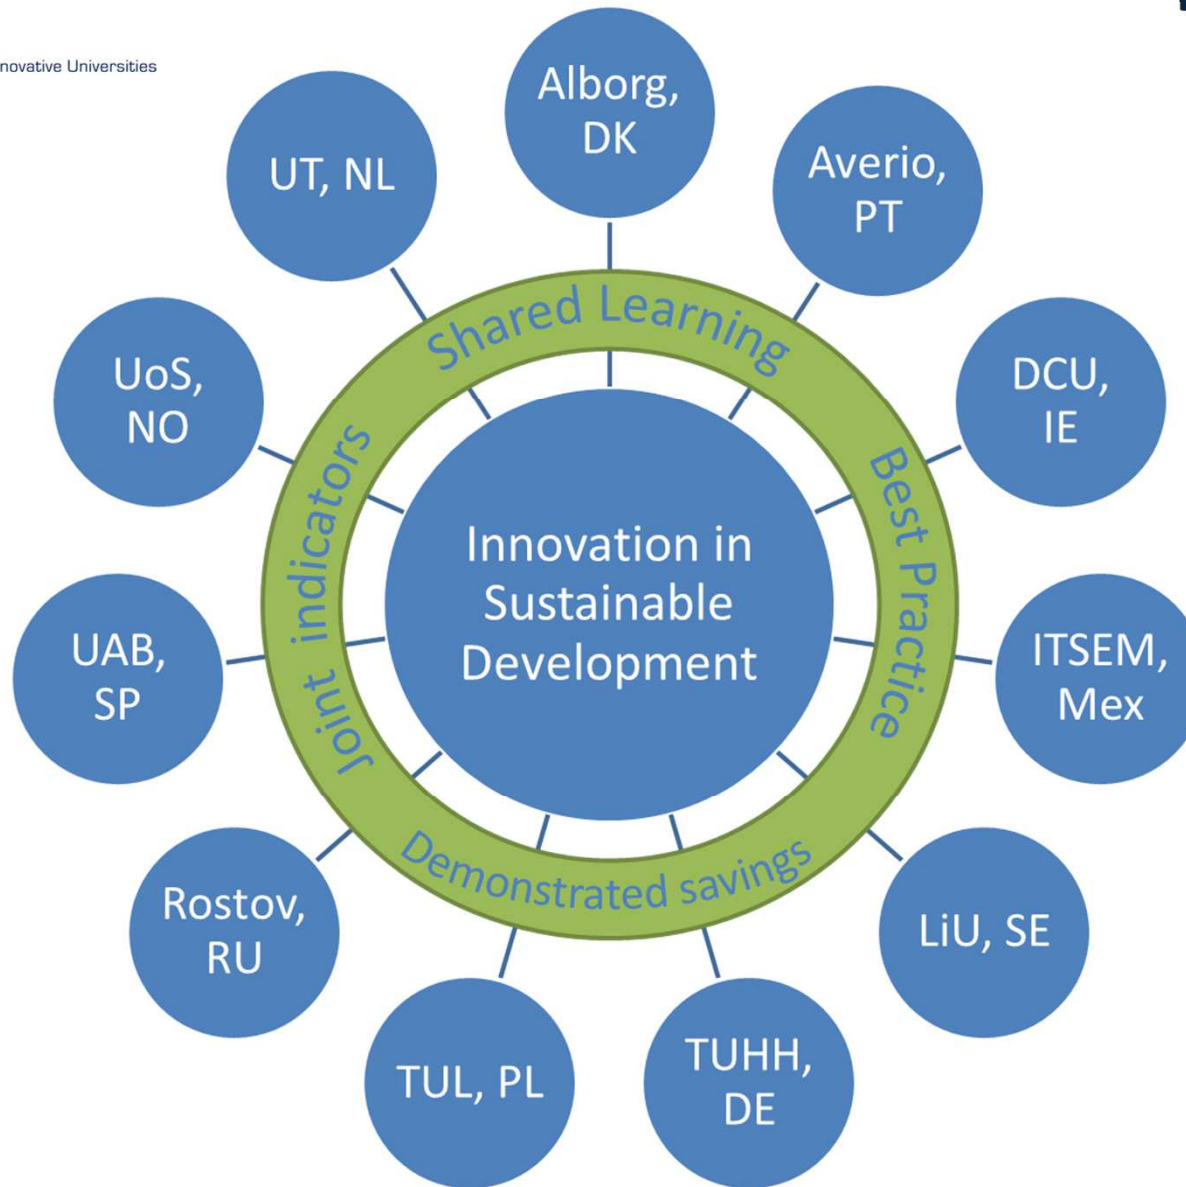 novative Universities
Alborg,
DK
Averio,
PT
DCU,
IE
ITSEM,
Mex
LiU, SE
TUHH,
DE
TUL, PL
Rostov,
RU
UAB,
SP
UoS,
NO
UT, NL
Shared Learning
Best Practice
Demonstrated savings
Joint indicators
Innovation in
Sustainable
Development